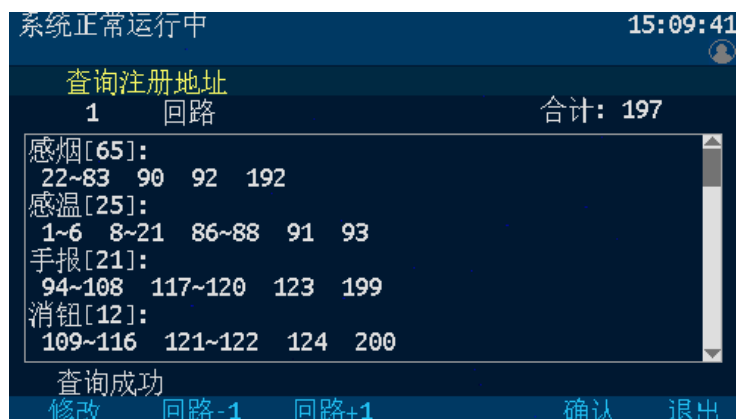 系统正常运行中 15:09:41
查询注册地址
1 回路 合计: 197
感烟[65]:
22~83 90 92 192
感温[25]:
1~6 8~21 86~88 91 93
手报[21]:
94~108 117~120 123 199
消钮[12]:
109~116 121~122 124 200
查询成功
修改 回路-1 回路+1 确认 退出